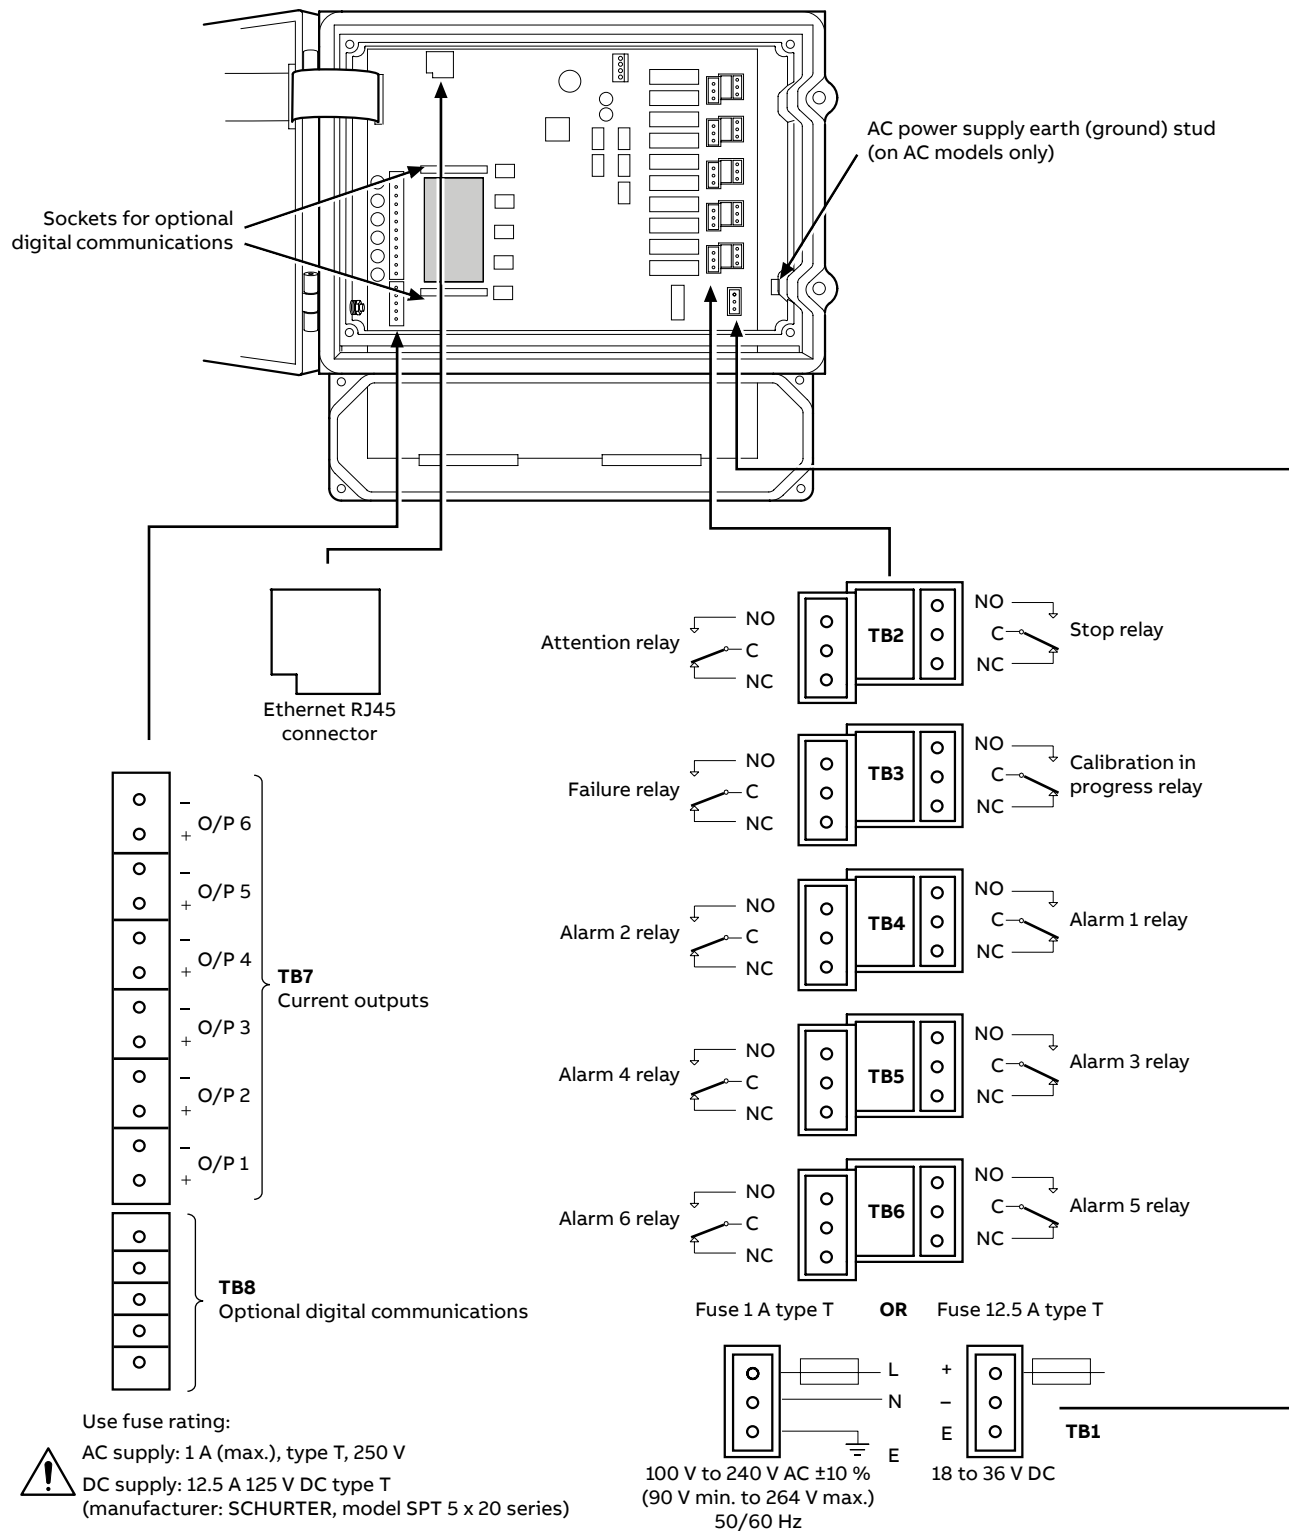 AC power supply earth (ground) stud
(on AC models only)
Sockets for optional
digital communications
Ethernet RJ45
connector
Attention relay
NO
C
NC
TB2
NO
C
NC
Stop relay
Failure relay
NO
C
NC
TB3
NO
C
NC
Calibration in
progress relay
Alarm 2 relay
NO
C
NC
TB4
NO
C
NC
Alarm 1 relay
Alarm 4 relay
NO
C
NC
TB5
NO
C
NC
Alarm 3 relay
Alarm 6 relay
NO
C
NC
TB6
NO
C
NC
Alarm 5 relay
–
+ O/P 6
–
+ O/P 5
–
+ O/P 4
–
+ O/P 3
–
+ O/P 2
–
+ O/P 1
TB7
Current outputs
TB8
Optional digital communications
Fuse 1 A type T OR Fuse 12.5 A type T
L
N
E
100 V to 240 V AC ±10 %
(90 V min. to 264 V max.)
50/60 Hz
+
–
E
TB1
18 to 36 V DC
Use fuse rating:
AC supply: 1 A (max.), type T, 250 V
DC supply: 12.5 A 125 V DC type T
(manufacturer: SCHURTER, model SPT 5 x 20 series)